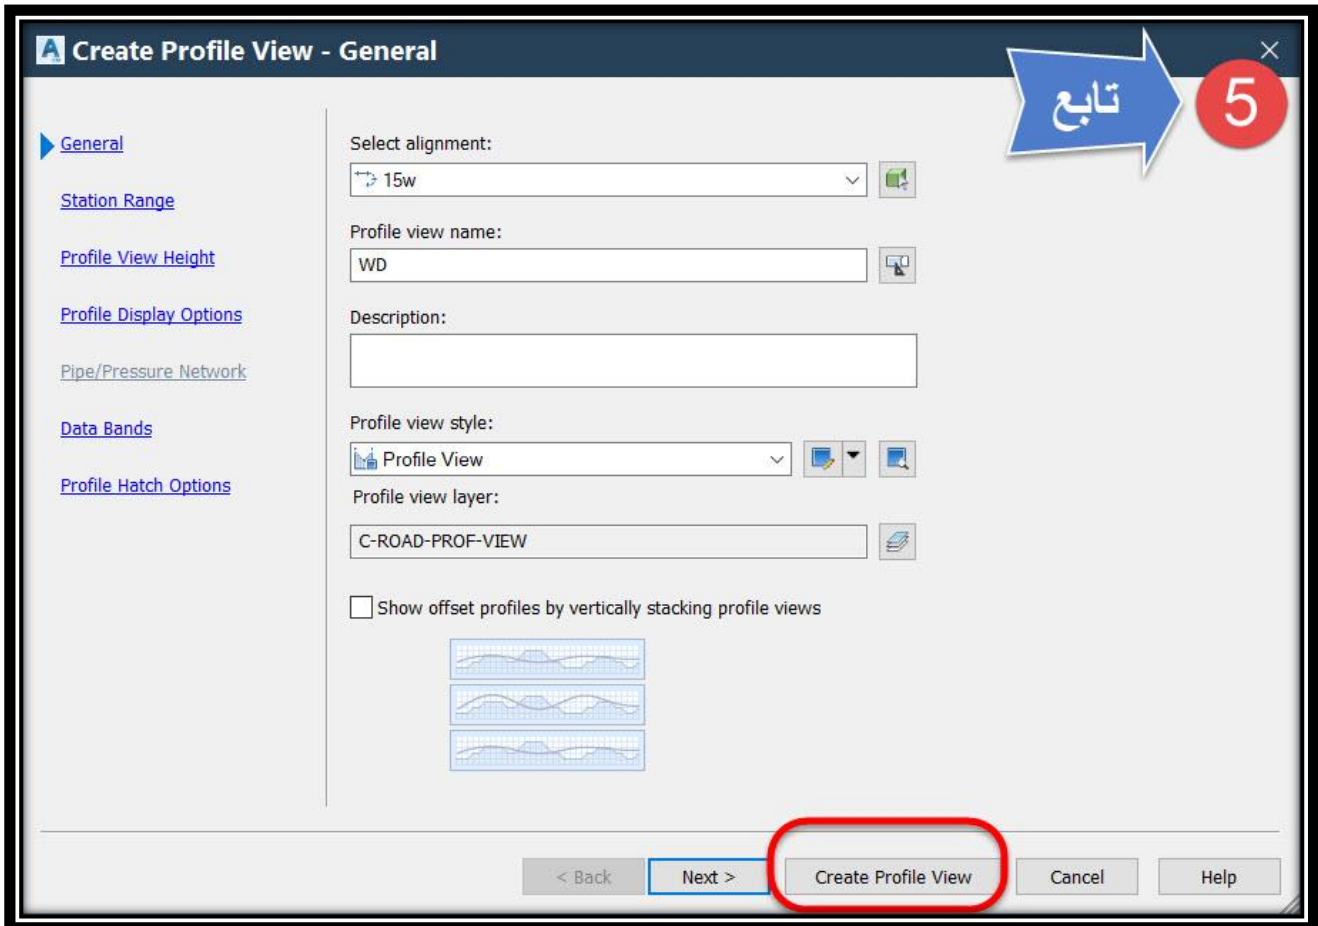 Create Profile View - General
تابع
5
General
Station Range
Profile View Height
Profile Display Options
Pipe/Pressure Network
Data Bands
Profile Hatch Options
Select alignment:
15w
Profile view name:
WD
Description:
Profile view style:
Profile View
Profile view layer:
C-ROAD-PROF-VIEW
Show offset profiles by vertically stacking profile views
< Back
Next >
Create Profile View
Cancel
Help